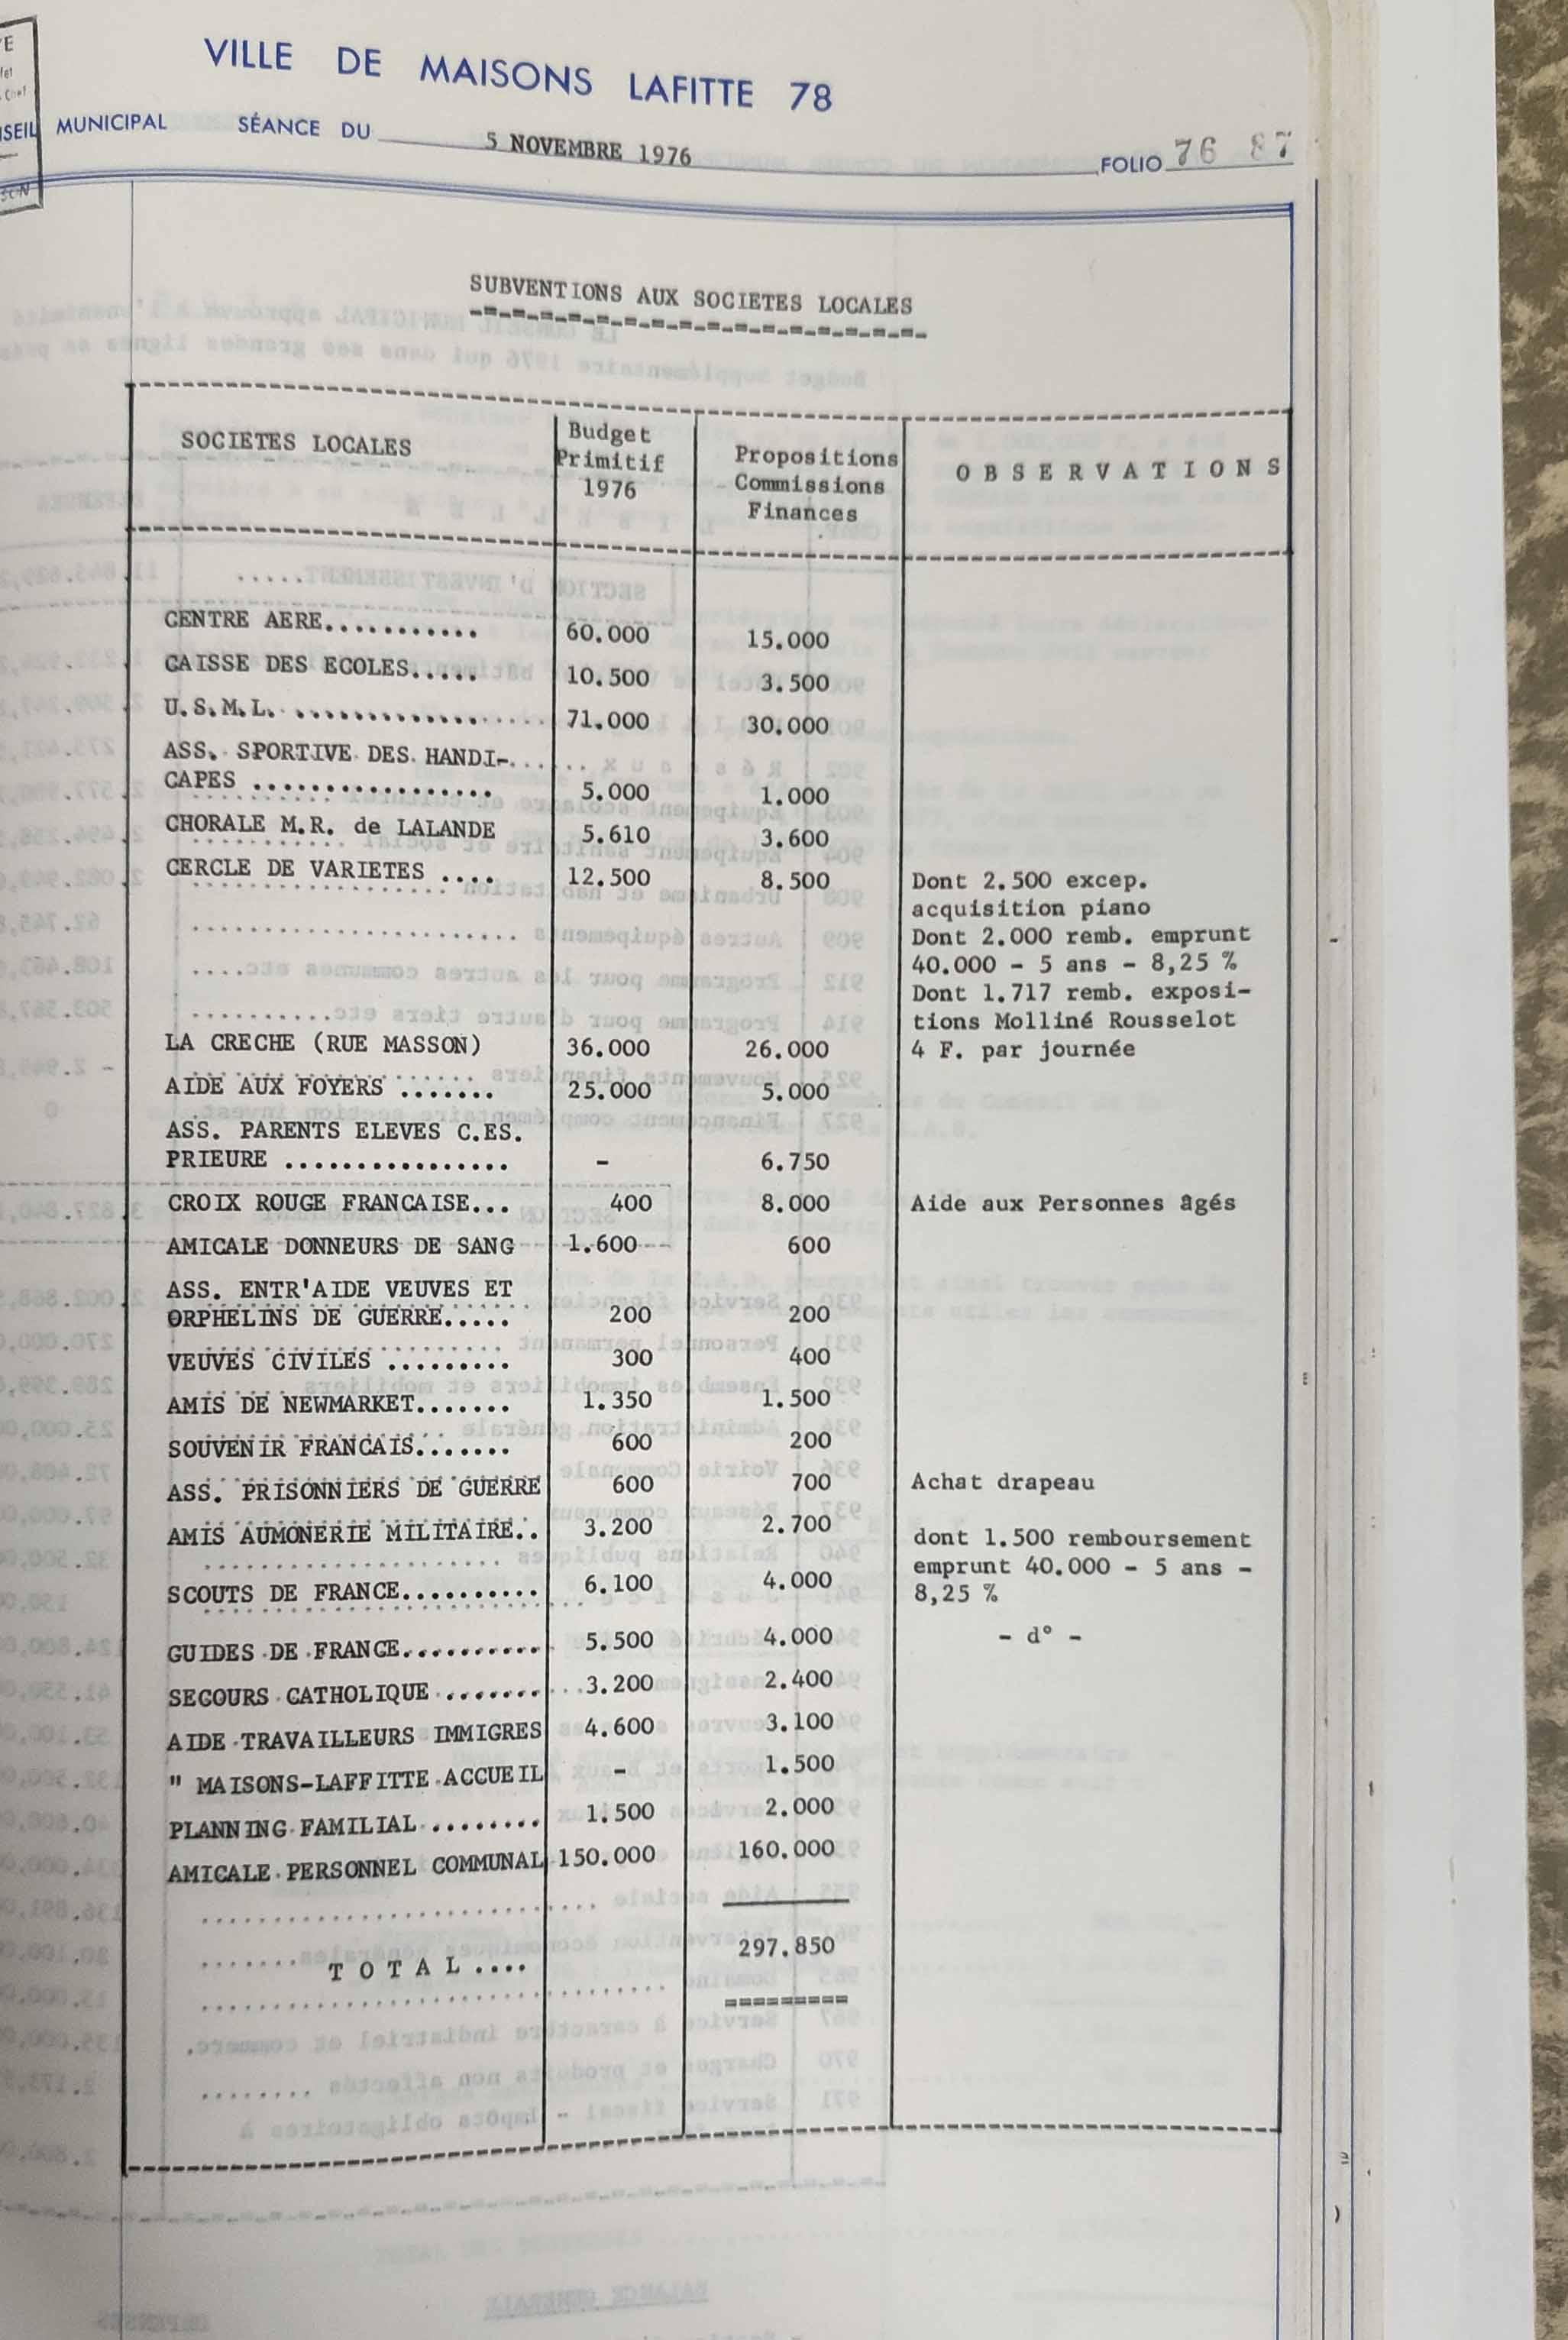 VILLE DE MAISONS LAFITTE 78
MUNICIPAL SÉANCE DU 5 NOVEMBRE 1976 FOLIO 76 87
SUBVENTIONS AUX SOCIETES LOCALES
SOCIETES LOCALES Budget Primitif 1976 Propositions Commissions Finances OBSERVATIONS
CENTRE AERE........... 60.000 15.000
CAISSE DES ECOLES..... 10.500 3.500
U.S.M.L. .............. 71.000 30.000
ASS. SPORTIVE DES HANDI-
CAPES ................. 5.000 1.000
CHORALE M.R. de LALANDE 5.610 3.600
CERCLE DE VARIETES .... 12.500 8.500 Dont 2.500 excep.
acquisition piano
Dont 2.000 remb. emprunt
40.000 - 5 ans - 8,25 %
Dont 1.717 remb. exposi-
tions Molliné Rousselot
LA CRECHE (RUE MASSON) 36.000 26.000 4 F. par journée
AIDE AUX FOYERS ....... 25.000 5.000
ASS. PARENTS ELEVES C.ES.
PRIEURE ................ - 6.750
CROIX ROUGE FRANCAISE... 400 8.000 Aide aux Personnes âgés
AMICALE DONNEURS DE SANG 1.600 600
ASS. ENTR'AIDE VEUVES ET
ORPHELINS DE GUERRE..... 200 200
VEUVES CIVILES ......... 300 400
AMIS DE NEWMARKET....... 1.350 1.500
SOUVENIR FRANCAIS....... 600 200
ASS. PRISONNIERS DE GUERRE 600 700 Achat drapeau
AMIS AUMONERIE MILITAIRE.. 3.200 2.700
dont 1.500 remboursement
emprunt 40.000 - 5 ans -
SCOUTS DE FRANCE.......... 6.100 4.000 8,25 %
GUIDES DE FRANCE.......... 5.500 4.000 - d° -
SECOURS CATHOLIQUE ....... 3.200 2.400
AIDE TRAVAILLEURS IMMIGRES 4.600 3.100
" MAISONS-LAFFITTE ACCUEIL - 1.500
PLANNING FAMILIAL ........ 1.500 2.000
AMICALE PERSONNEL COMMUNAL 150.000 160.000
TOTAL.... 297.850